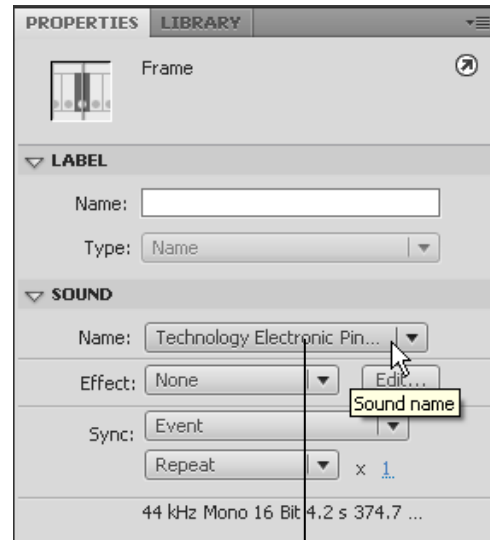 PROPERTIES LIBRARY
Frame
LABEL
Name:
Type: Name
SOUND
Name: Technology Electronic Pin...
Effect: None Edit...
Sound name
Sync: Event
Repeat x 1
44 kHz Mono 16 Bit 4.2 s 374.7 ...